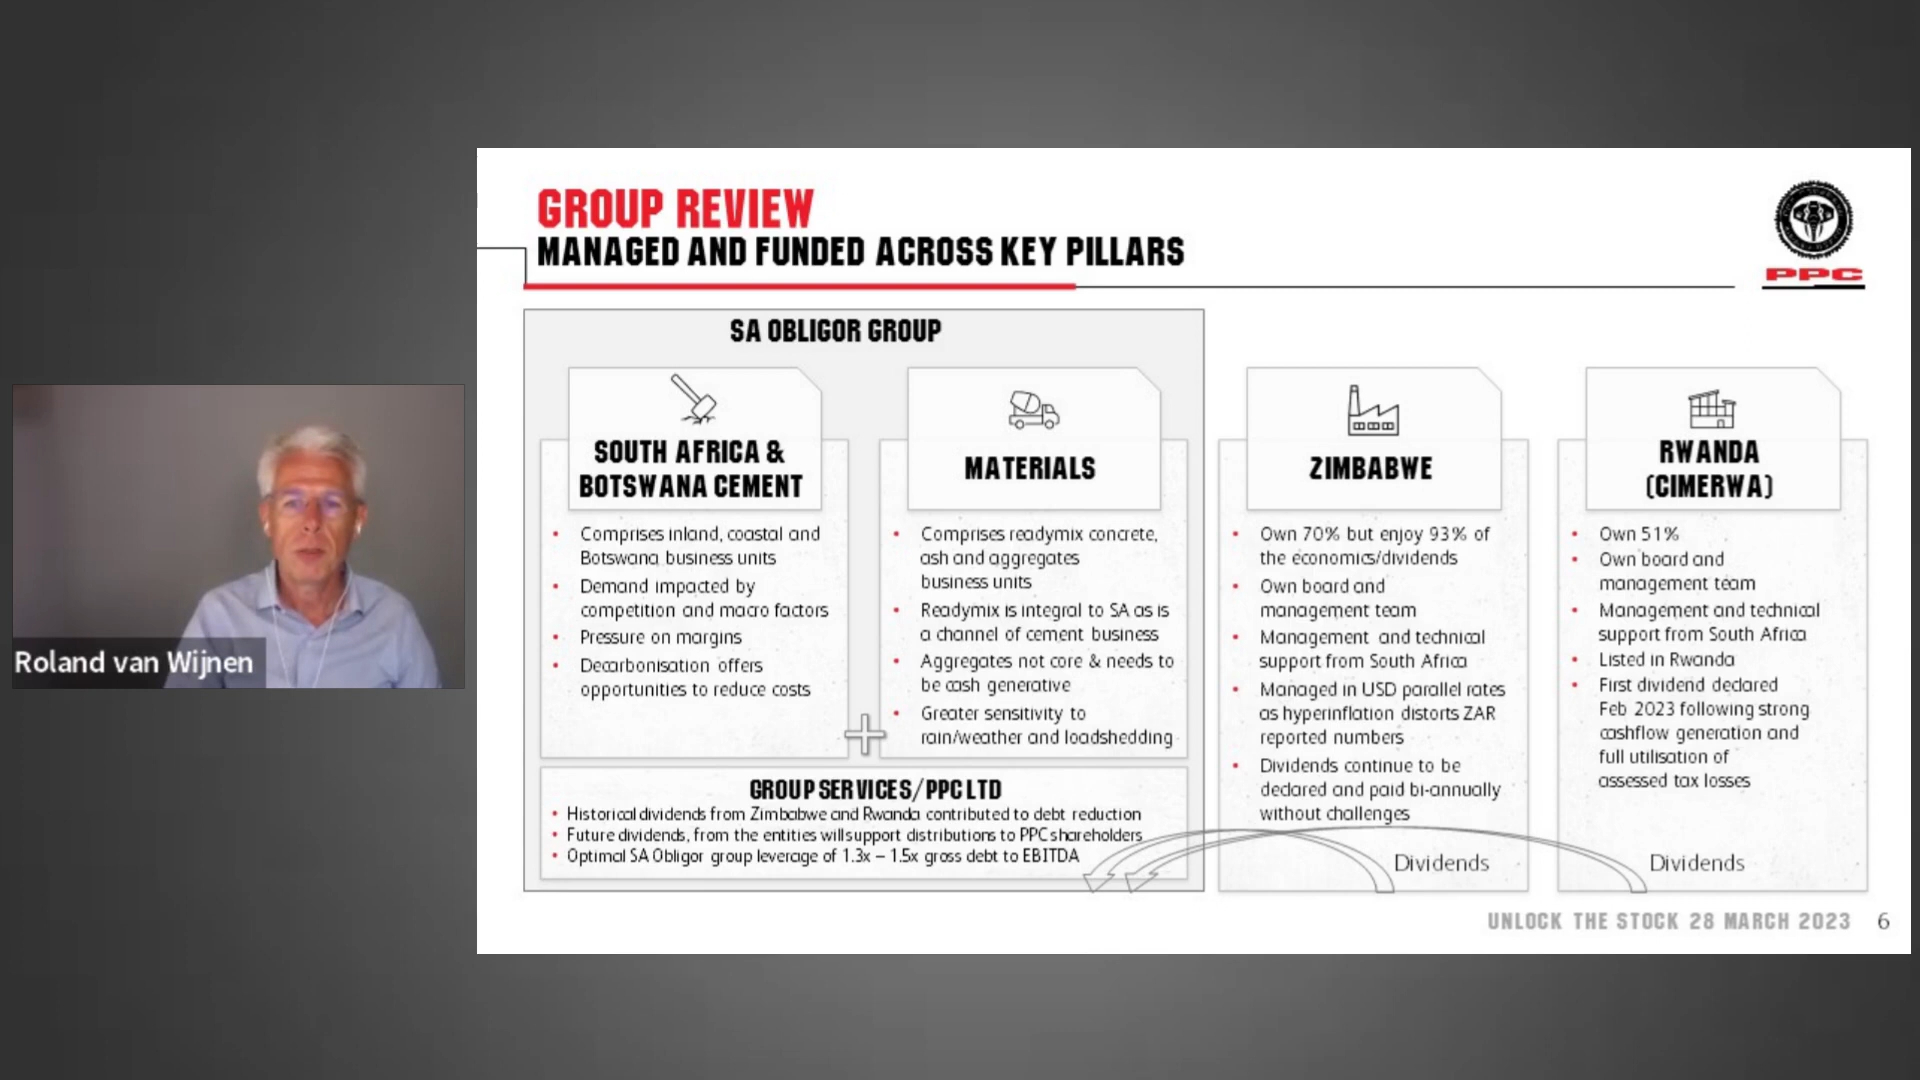 GROUP REVIEW
MANAGED AND FUNDED ACROSS KEY PILLARS
PPC
SA OBLIGOR GROUP
SOUTH AFRICA &
BOTSWANA CEMENT
• Comprises inland, coastal and
Botswana business units
• Demand impacted by
competition and macro factors
• Pressure on margins
• Decarbonisation offers
opportunities to reduce costs
MATERIALS
• Comprises readymix concrete,
ash and aggregates
business units
• Readymix is integral to SA as is
a channel of cement business
• Aggregates not core & needs to
be cash generative
• Greater sensitivity to
rain/weather and loadshedding
GROUP SERVICES/PPC LTD
• Historical dividends from Zimbabwe and Rwanda contributed to debt reduction
• Future dividends, from the entities will support distributions to PPC shareholders
• Optimal SA Obligor group leverage of 1.3x – 1.5x gross debt to EBITDA
ZIMBABWE
• Own 70% but enjoy 93% of
the economics/dividends
• Own board and
management team
• Management and technical
support from South Africa
• Managed in USD parallel rates
as hyperinflation distorts ZAR
reported numbers
• Dividends continue to be
declared and paid bi-annually
without challenges
Dividends
RWANDA
(CIMERWA)
• Own 51%
• Own board and
management team
• Management and technical
support from South Africa
• Listed in Rwanda
• First dividend declared
Feb 2023 following strong
cashflow generation and
full utilisation of
assessed tax losses
Dividends
UNLOCK THE STOCK 28 MARCH 2023 6
Roland van Wijnen